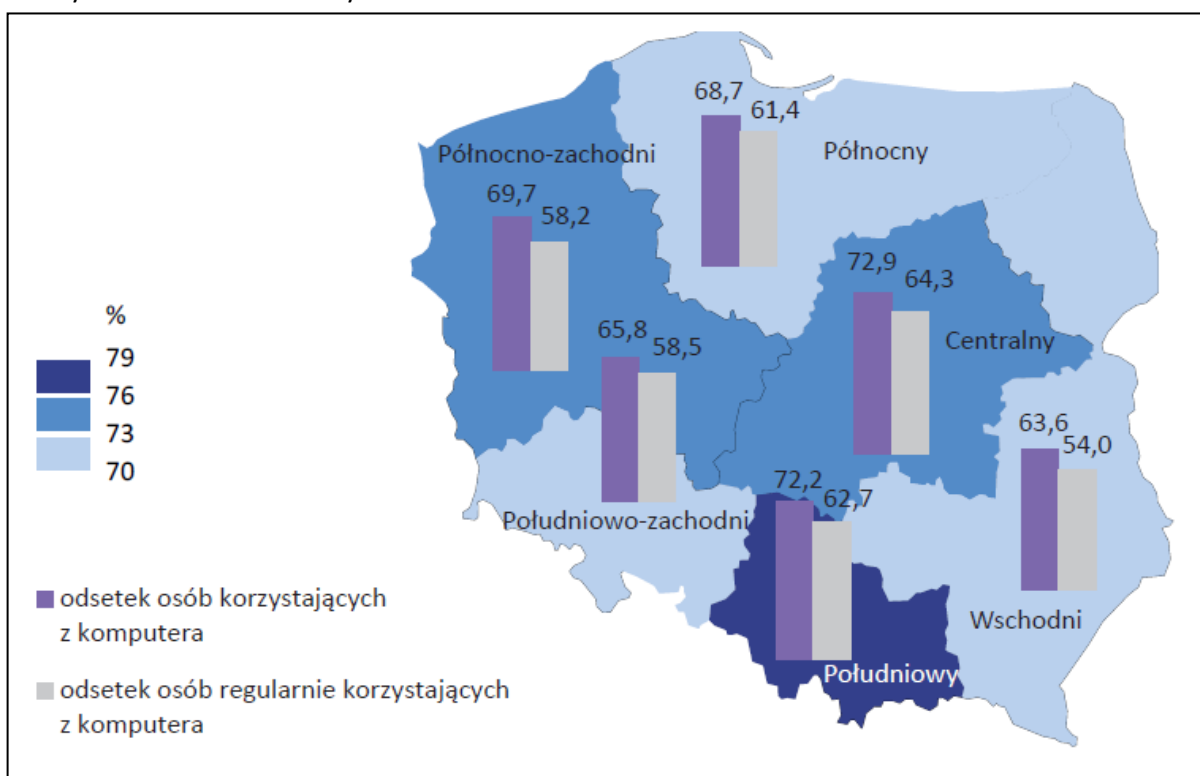 68,7
61,4
Północno-zachodni
Północny
69,7
58,2
72,9
64,3
%
79
76
73
70
65,8
58,5
Centralny
63,6
54,0
72,2
62,7
Południowo-zachodni
odsetek osób korzystających
z komputera
Wschodni
Południowy
odsetek osób regularnie korzystających
z komputera